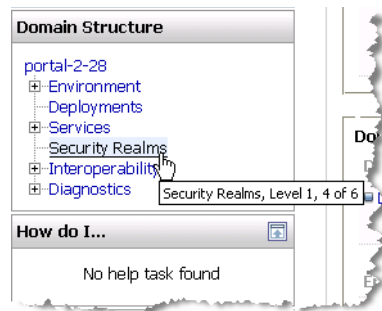 Domain Structure
portal-2-28
Environment
Deployments
Services
Security Realms
Interoperability
Diagnostics
Security Realms, Level 1, 4 of 6
How do I...
No help task found